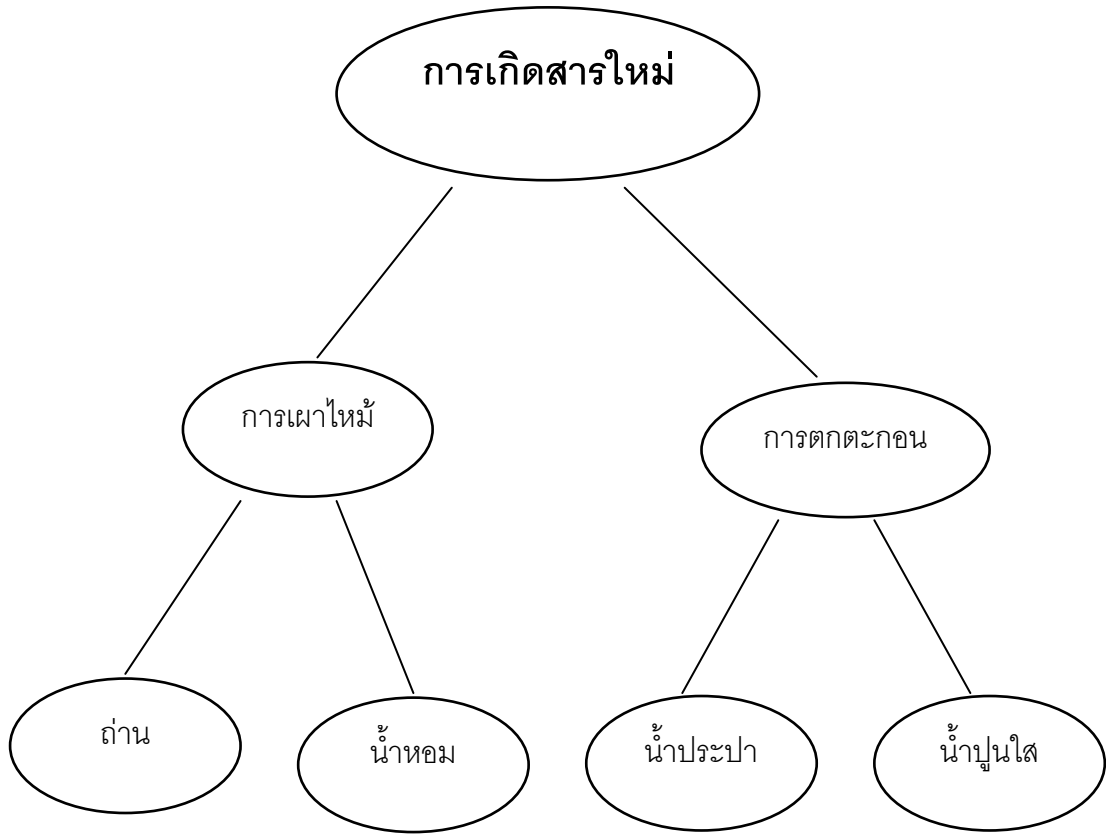 การเกิดสารใหม่
การเผาไหม้
การตกตะกอน
ถ่าน
น้ำหอม
น้ำประปา
น้ำปูนใส